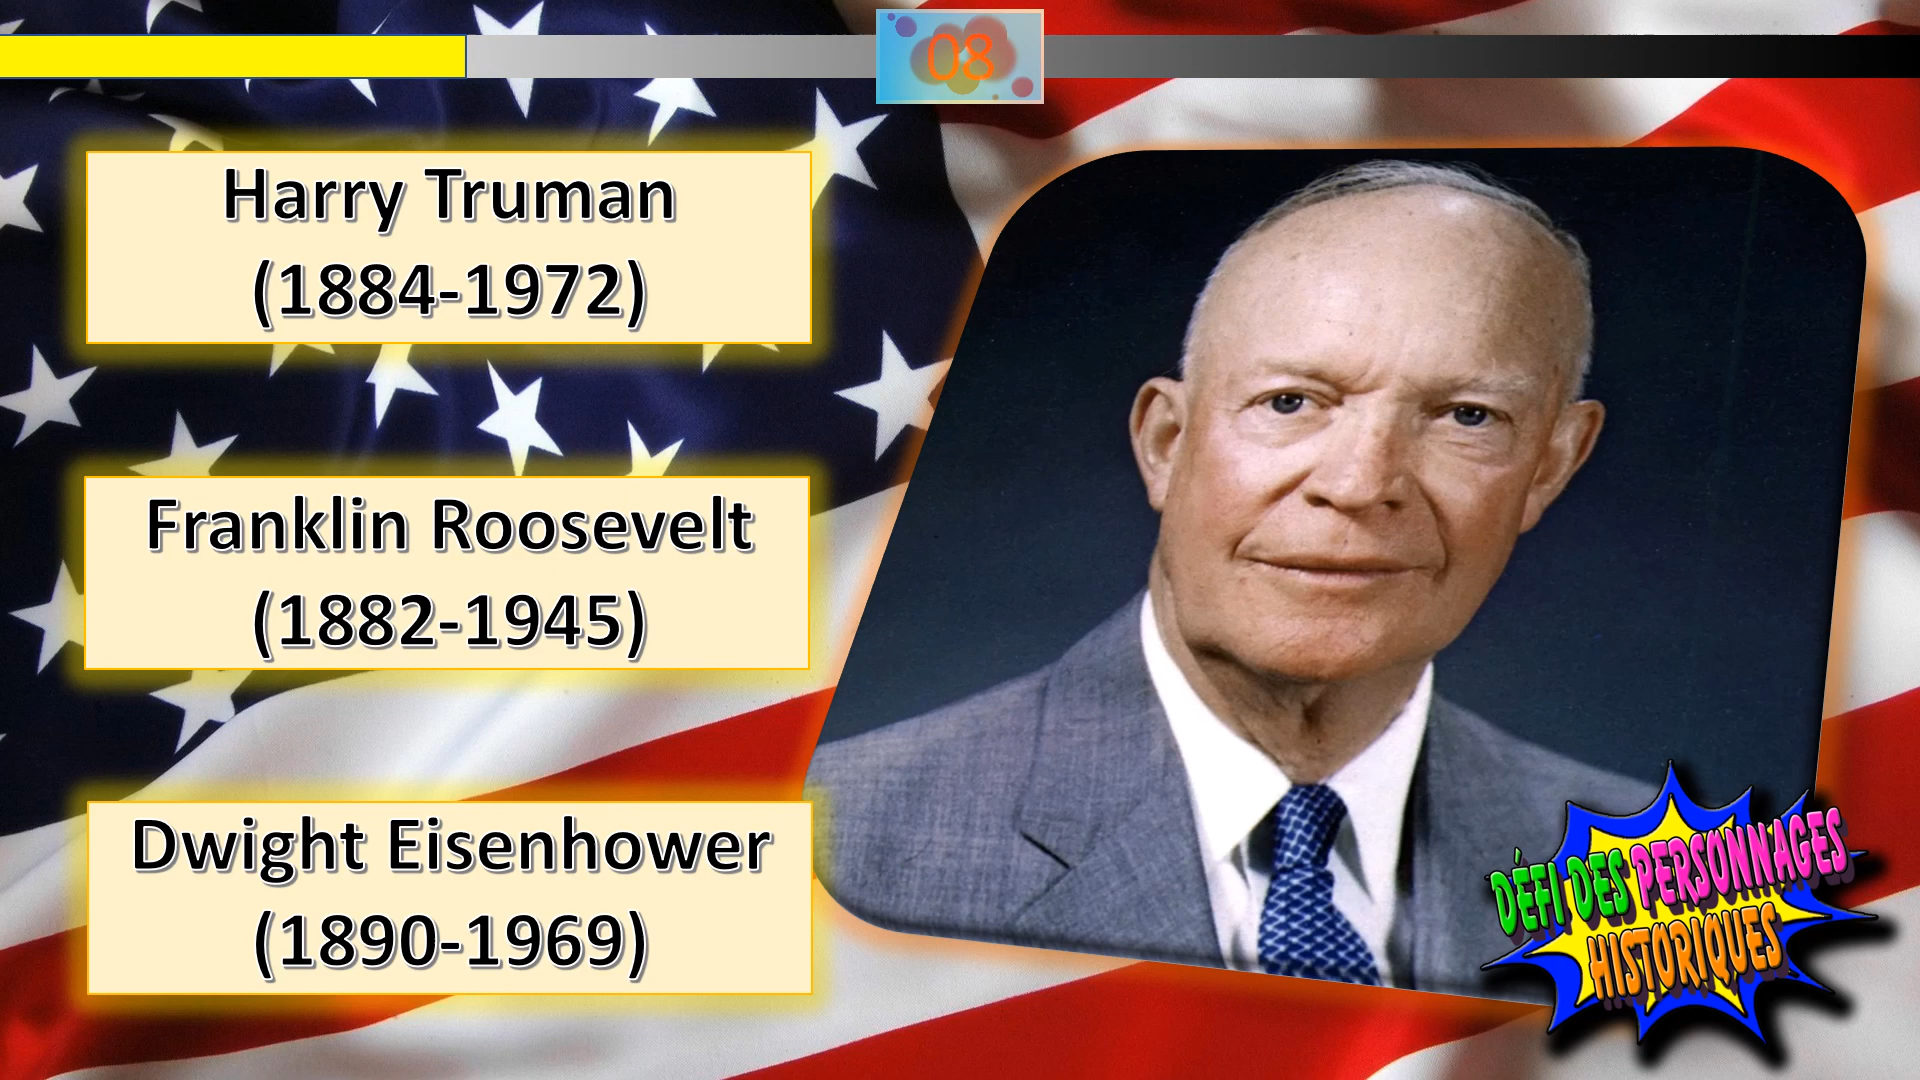 08
Harry Truman
(1884-1972)
Franklin Roosevelt
(1882-1945)
Dwight Eisenhower
(1890-1969)
DÉFI DES PERSONNAGES
HISTORIQUES